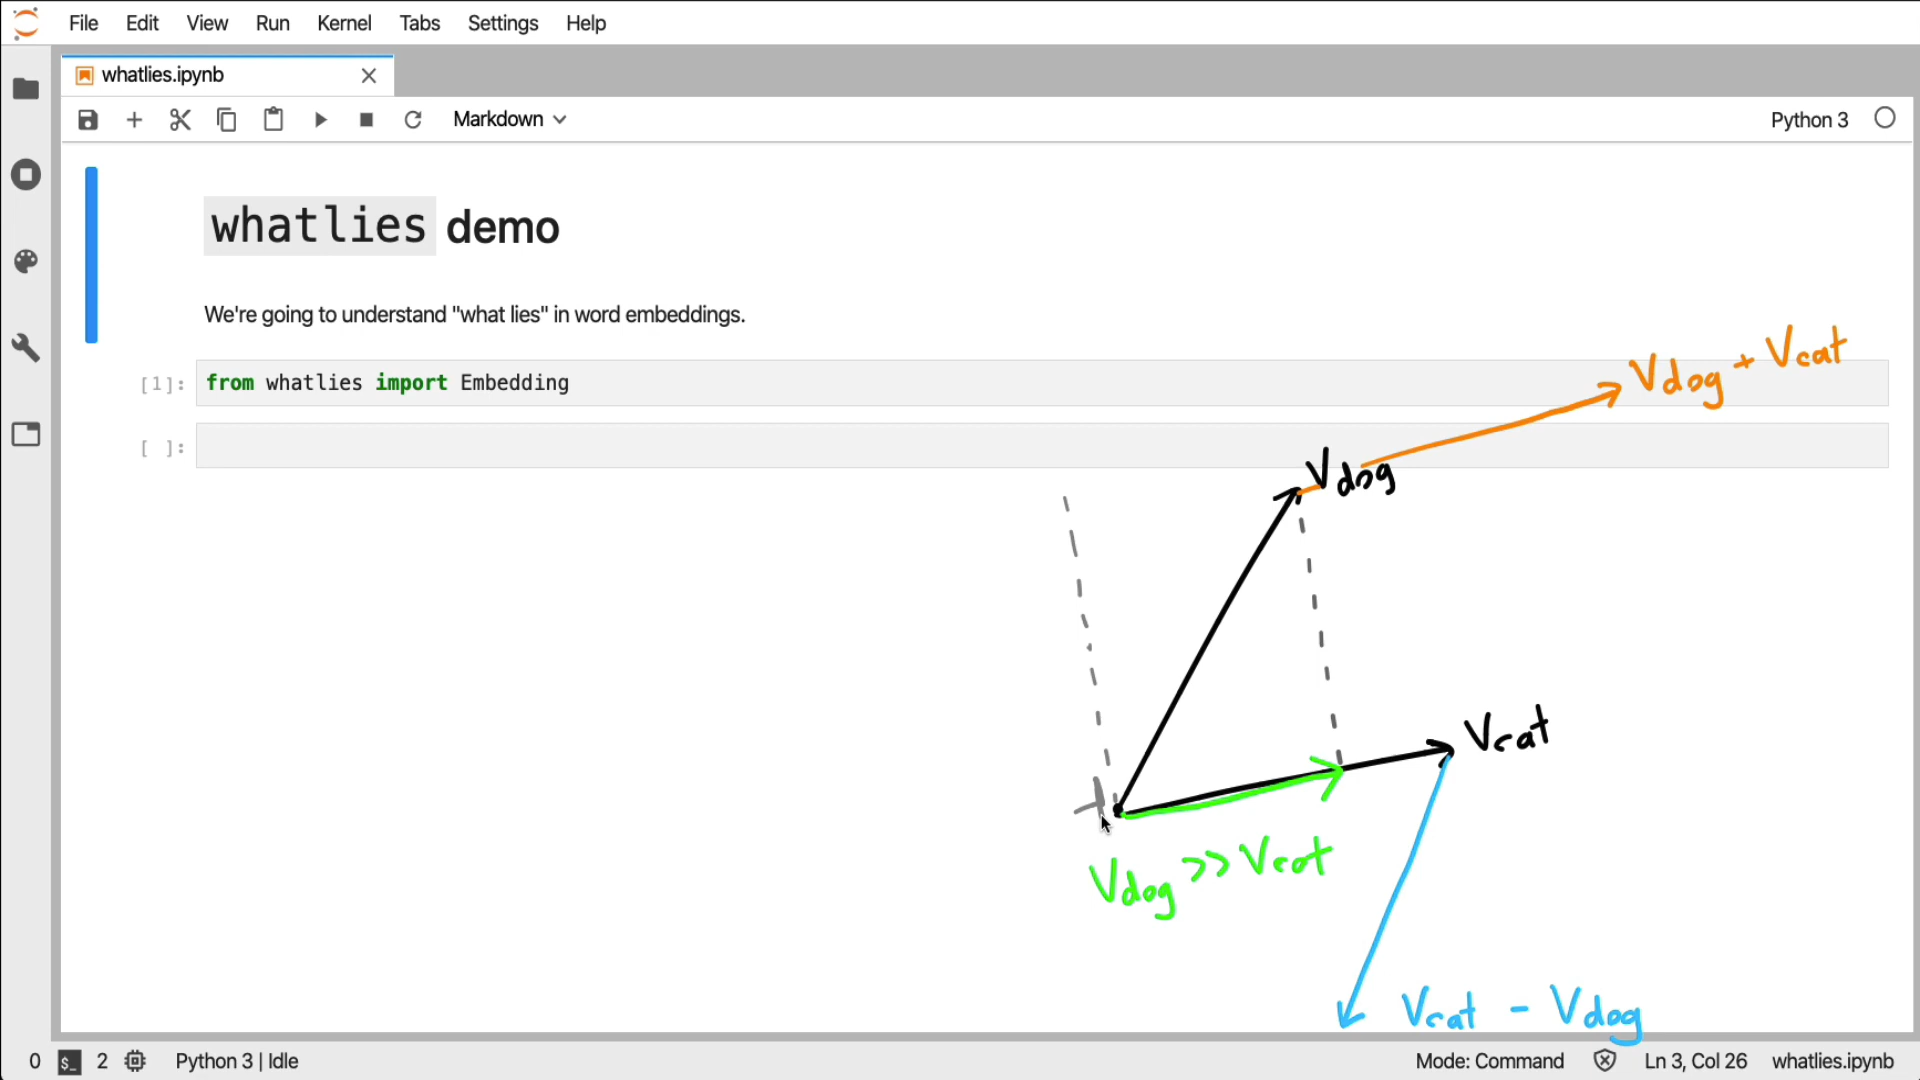 File Edit View Run Kernel Tabs Settings Help
whatlies.ipynb
Markdown
Python 3
whatlies demo
We're going to understand "what lies" in word embeddings.
[1]: from whatlies import Embedding
[ ]:
Vdog + Vcat
Vdog
Vcat
Vdog >> Vcat
Vcat - Vdog
0 $_ 2 Python 3 | Idle Mode: Command Ln 3, Col 26 whatlies.ipynb